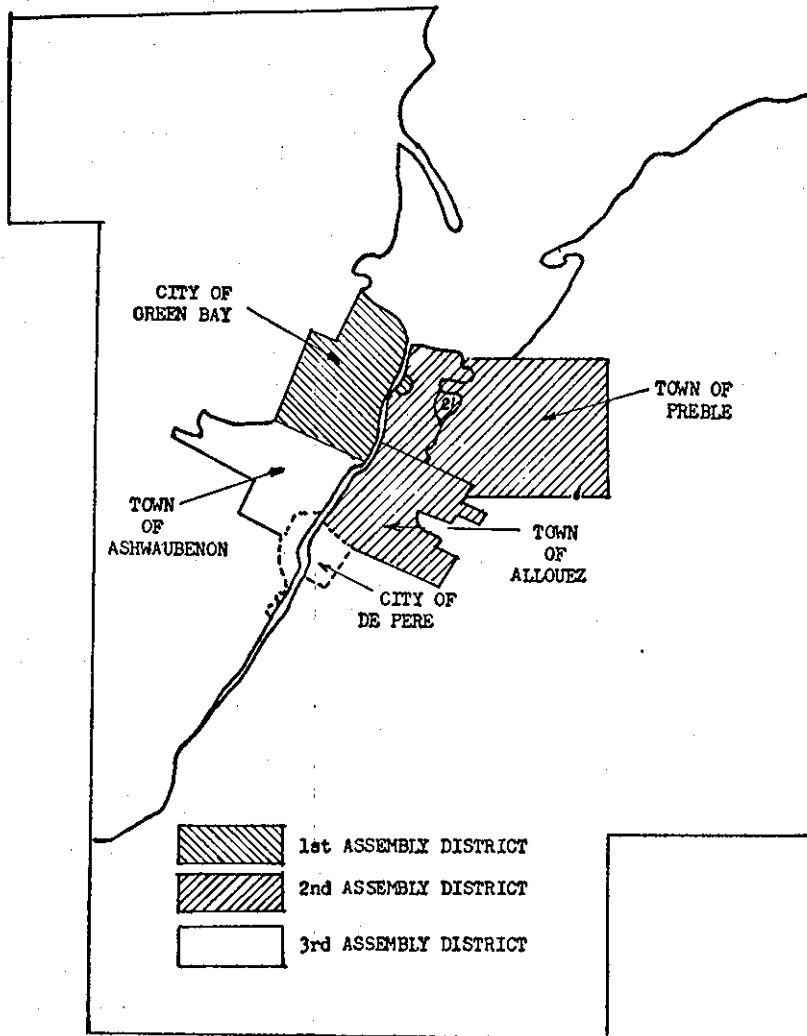 CITY OF
GREEN BAY
TOWN OF
PREBLE
21
TOWN
OF
ASHWAUBENON
TOWN
OF
ALLOUEZ
CITY OF
DE PERE
1st ASSEMBLY DISTRICT
2nd ASSEMBLY DISTRICT
3rd ASSEMBLY DISTRICT